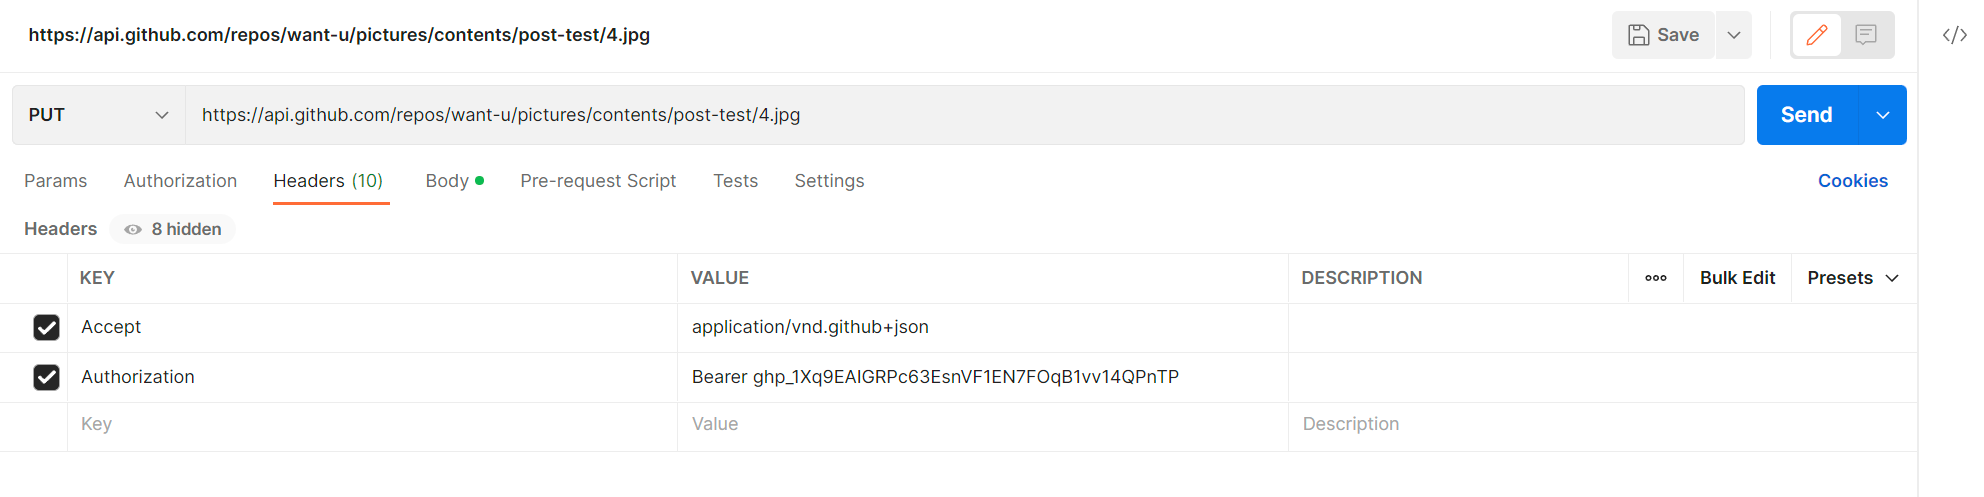 https://api.github.com/repos/want-u/pictures/contents/post-test/4.jpg
Save
</>
PUT https://api.github.com/repos/want-u/pictures/contents/post-test/4.jpg Send
Params Authorization Headers (10) Body Pre-request Script Tests Settings Cookies
Headers 8 hidden
KEY VALUE DESCRIPTION ooo Bulk Edit Presets
Accept application/vnd.github+json
Authorization Bearer
Key Value Description